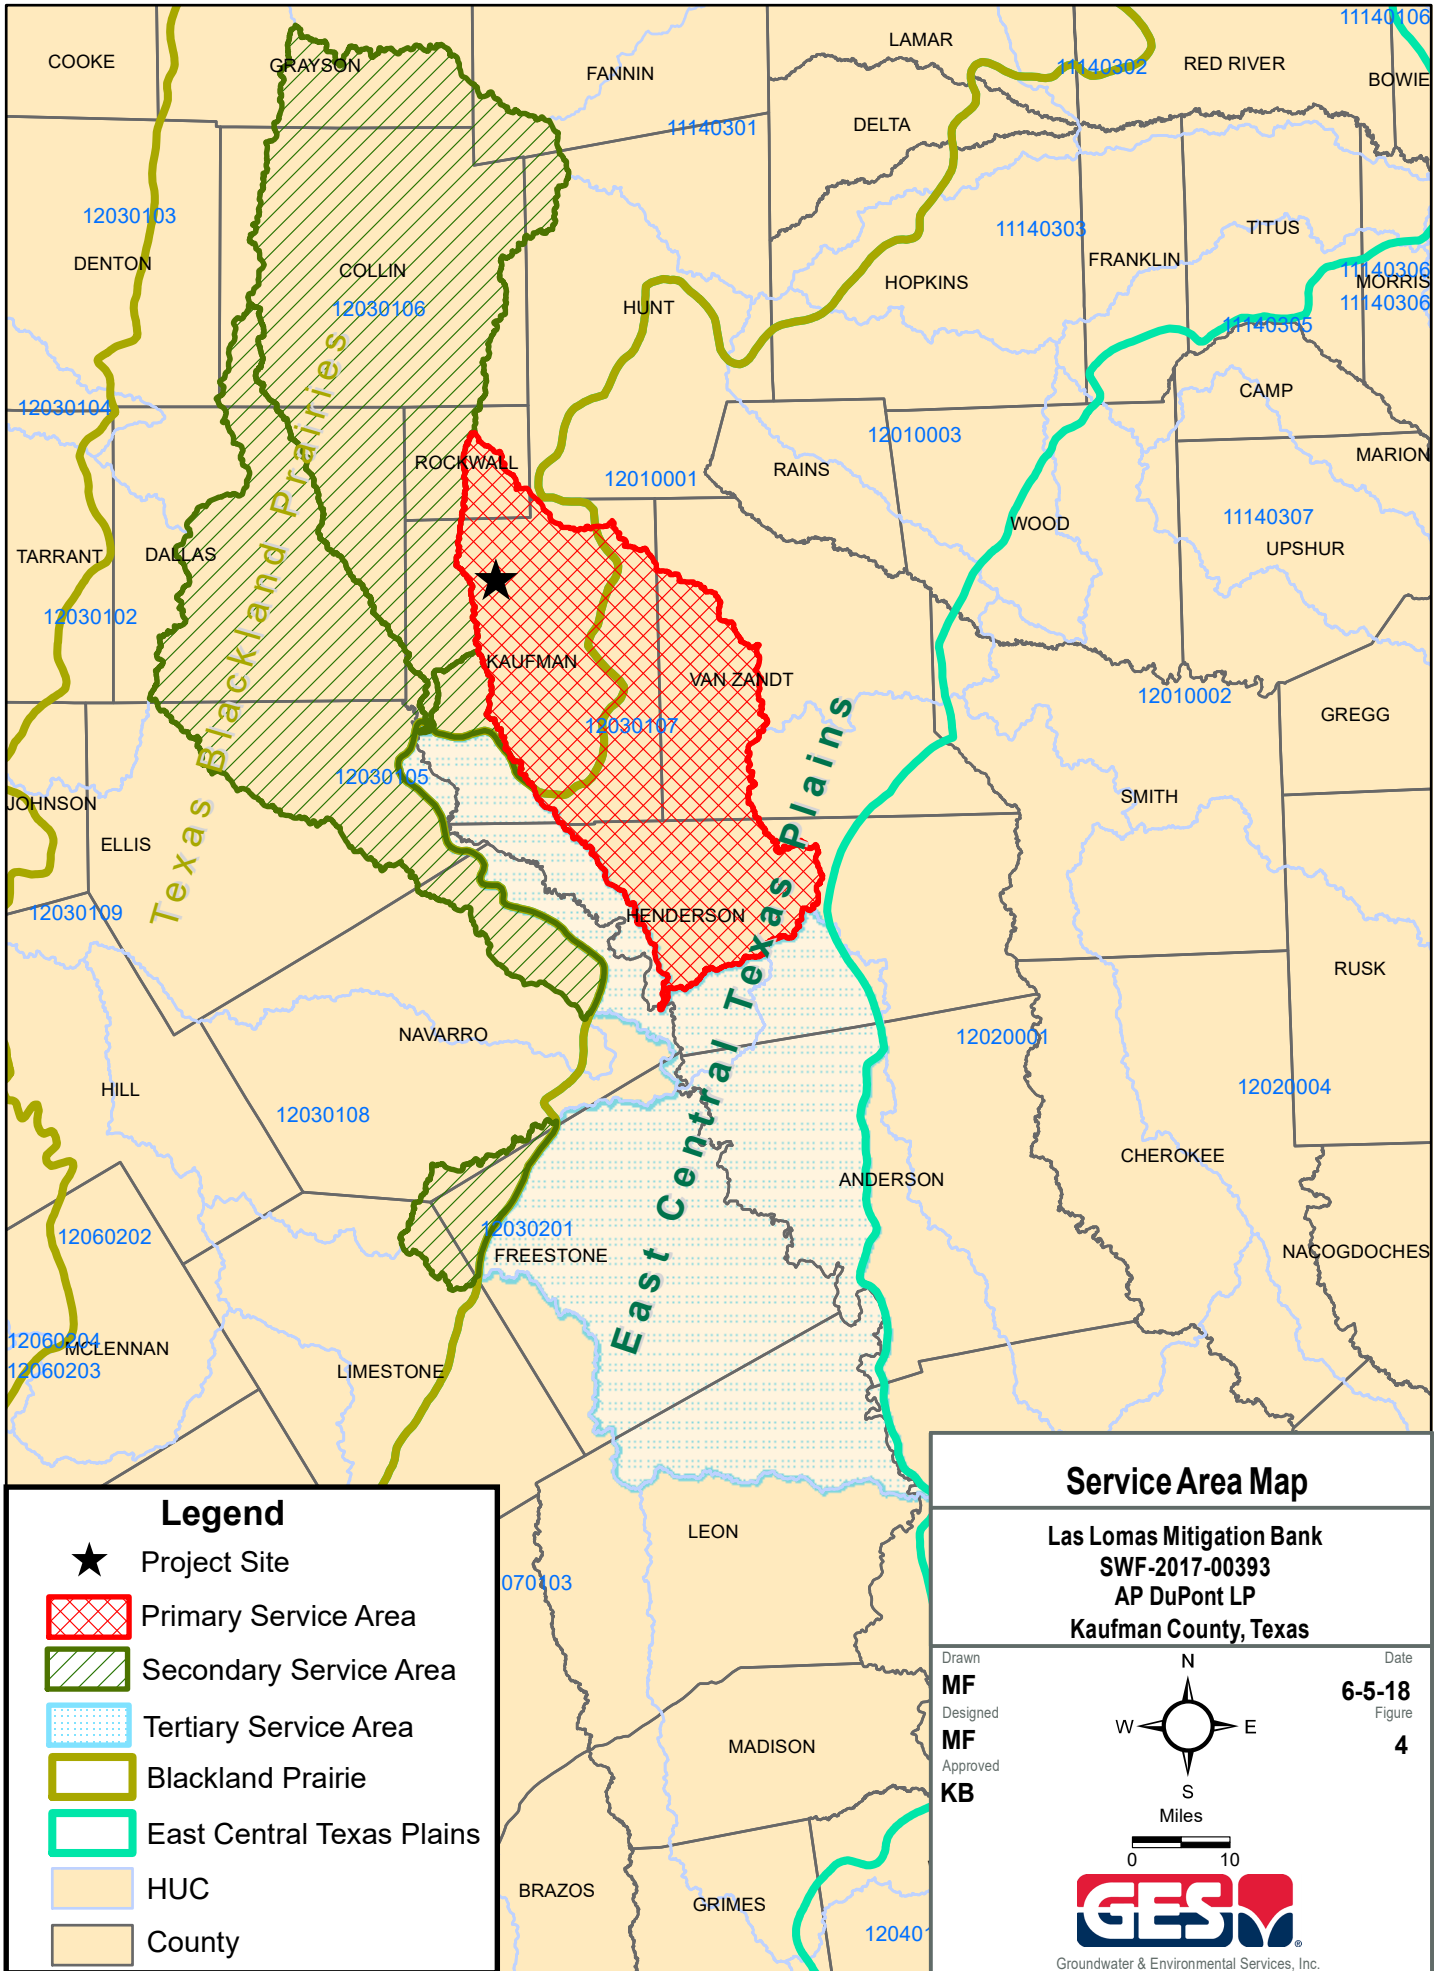 11140106
COOKE
GRAYSON
FANNIN
LAMAR
11140302
RED RIVER
BOWIE
11140301
DELTA
12030103
DENTON
COLLIN
12030106
HUNT
HOPKINS
11140303
FRANKLIN
TITUS
11140306
MORRIS
11140306
11140305
12030104
CAMP
12010003
MARION
ROCKWALL
12010001
RAINS
WOOD
11140307
UPSHUR
TARRANT
DALLAS
12030102
KAUFMAN
VAN ZANDT
12010002
GREGG
12030107
12030105
Texas Blackland Prairies
East Central Texas Plains
JOHNSON
ELLIS
SMITH
12030109
HENDERSON
RUSK
NAVARRO
12020001
HILL
12030108
12020004
CHEROKEE
ANDERSON
12060202
12030201
FREESTONE
NACOGDOCHES
12060204
MCLENNAN
12060203
LIMESTONE
LEON
070103
MADISON
BRAZOS
GRIMES
12040
Legend
Project Site
Primary Service Area
Secondary Service Area
Tertiary Service Area
Blackland Prairie
East Central Texas Plains
HUC
County
Service Area Map
Las Lomas Mitigation Bank
SWF-2017-00393
AP DuPont LP
Kaufman County, Texas
Drawn
MF
Designed
MF
Approved
KB
N
W
E
S
Date
6-5-18
Figure
4
Miles
0 10
GES®
Groundwater & Environmental Services, Inc.